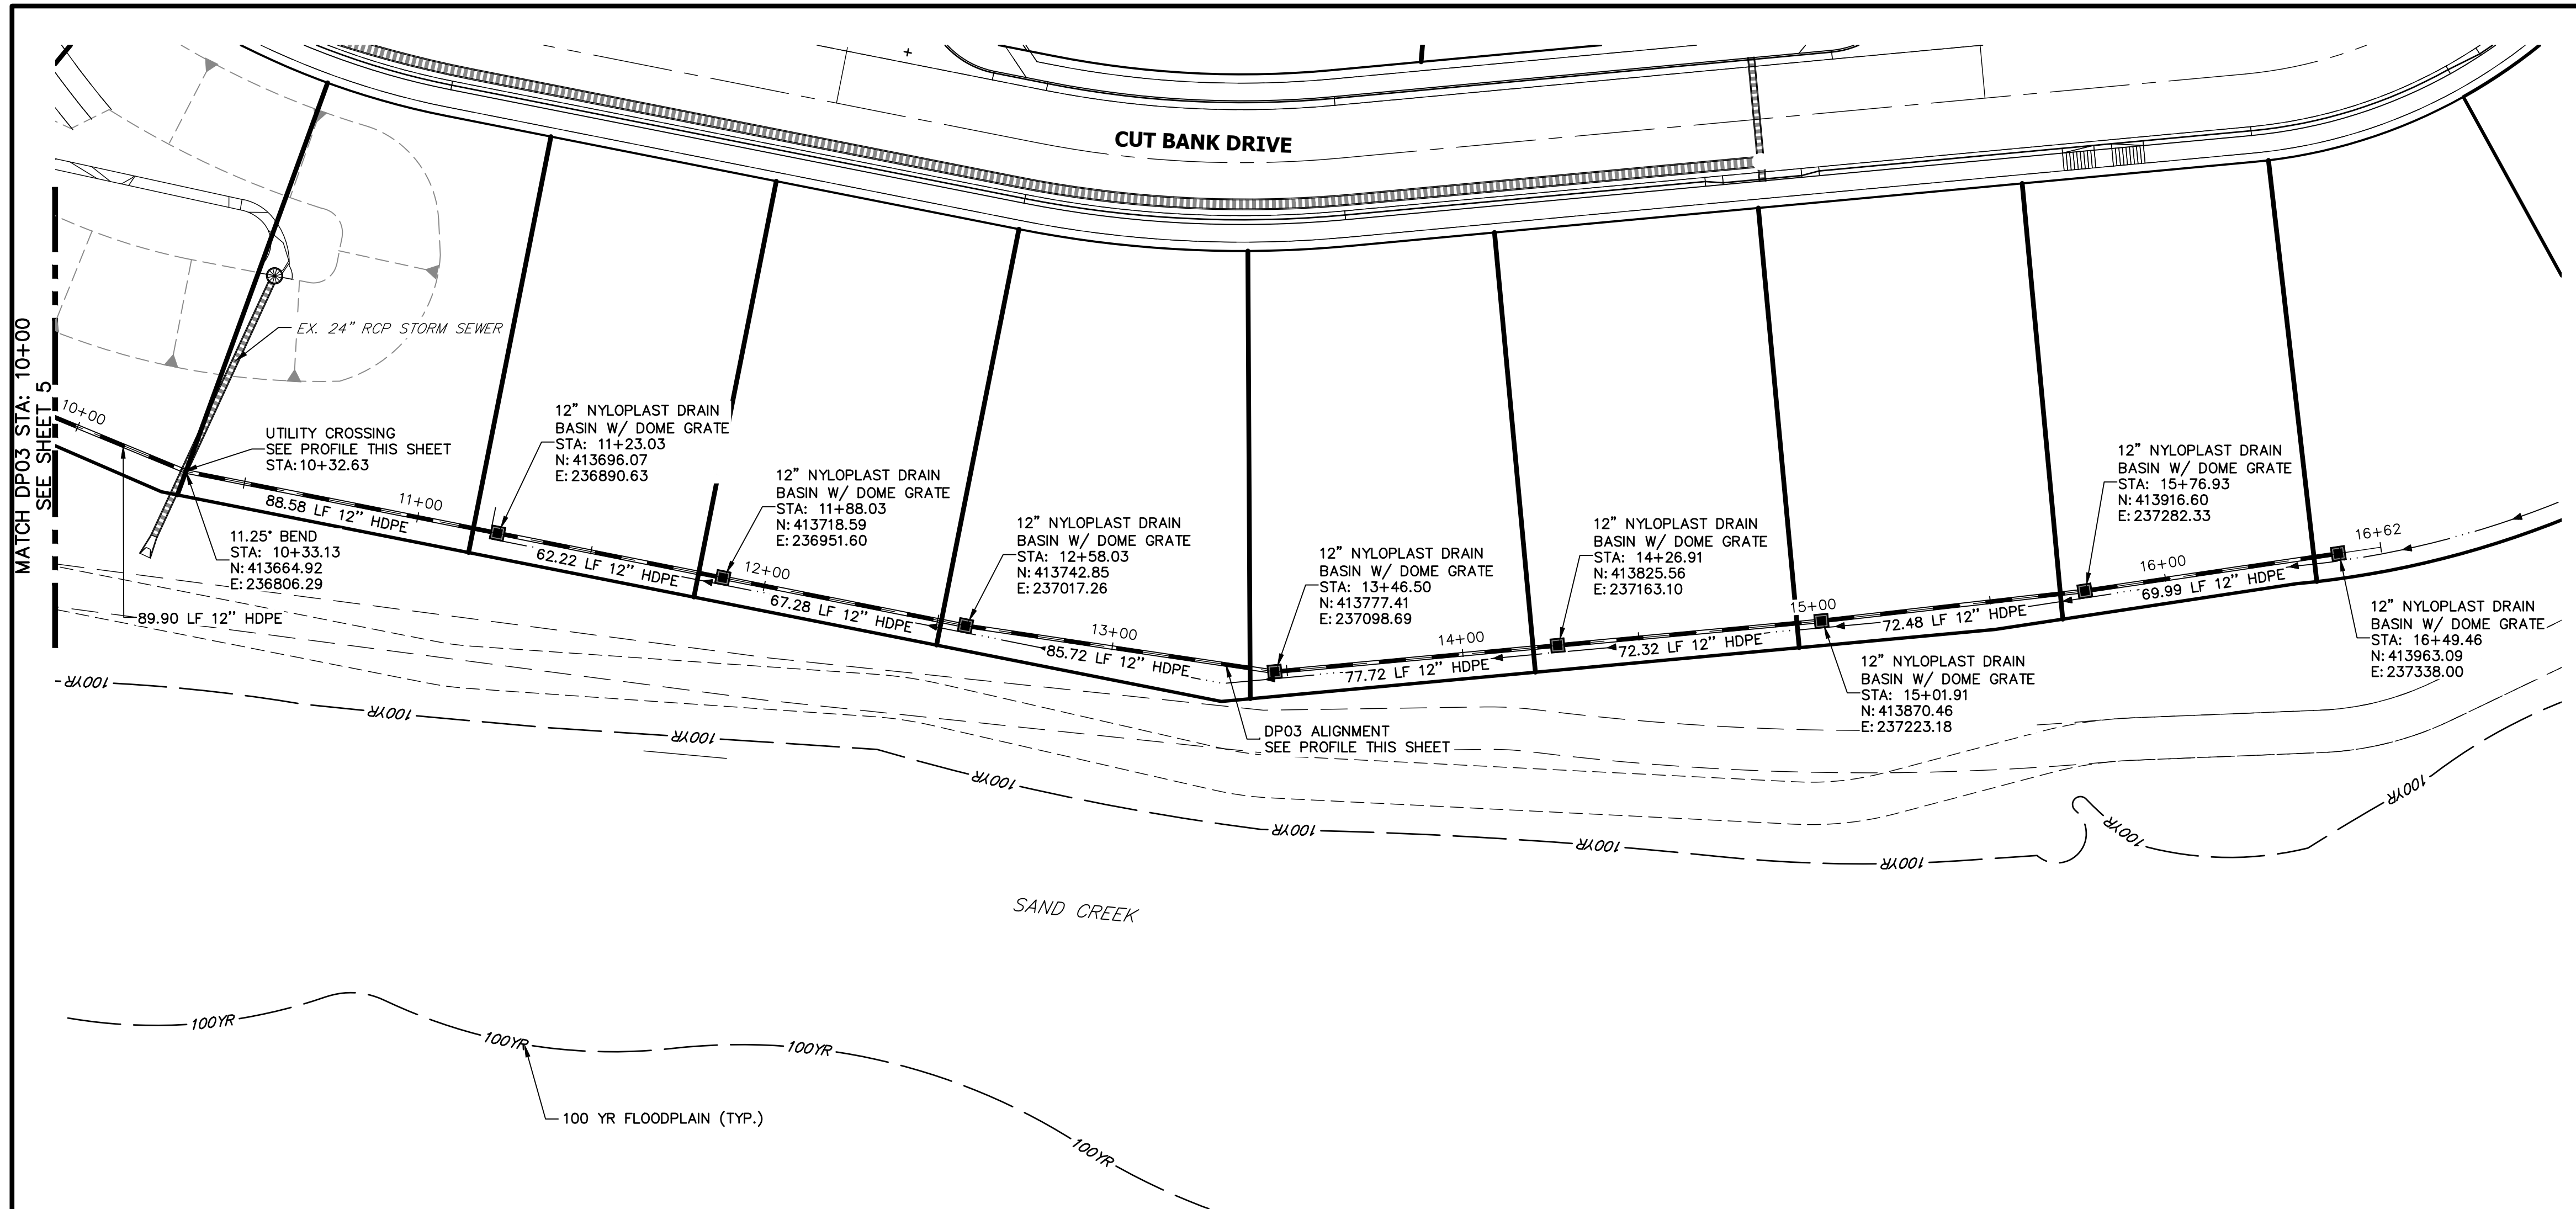 CUT BANK DRIVE
MATCH DP03 STA: 10+00
SEE SHEET 5
EX. 24" RCP STORM SEWER
10+00
UTILITY CROSSING
SEE PROFILE THIS SHEET
STA:10+32.63
11.25° BEND
STA: 10+33.13
N: 413664.92
E: 236806.29
89.90 LF 12" HDPE
88.58 LF 12" HDPE
11+00
12" NYLOPLAST DRAIN
BASIN W/ DOME GRATE
STA: 11+23.03
N: 413696.07
E: 236890.63
62.22 LF 12" HDPE
12" NYLOPLAST DRAIN
BASIN W/ DOME GRATE
STA: 11+88.03
N: 413718.59
E: 236951.60
12+00
67.28 LF 12" HDPE
12" NYLOPLAST DRAIN
BASIN W/ DOME GRATE
STA: 12+58.03
N: 413742.85
E: 237017.26
13+00
85.72 LF 12" HDPE
12" NYLOPLAST DRAIN
BASIN W/ DOME GRATE
STA: 13+46.50
N: 413777.41
E: 237098.69
DP03 ALIGNMENT
SEE PROFILE THIS SHEET
14+00
77.72 LF 12" HDPE
12" NYLOPLAST DRAIN
BASIN W/ DOME GRATE
STA: 14+26.91
N: 413825.56
E: 237163.10
72.32 LF 12" HDPE
15+00
12" NYLOPLAST DRAIN
BASIN W/ DOME GRATE
STA: 15+01.91
N: 413870.46
E: 237223.18
72.48 LF 12" HDPE
12" NYLOPLAST DRAIN
BASIN W/ DOME GRATE
STA: 15+76.93
N: 413916.60
E: 237282.33
16+00
69.99 LF 12" HDPE
16+62
12" NYLOPLAST DRAIN
BASIN W/ DOME GRATE
STA: 16+49.46
N: 413963.09
E: 237338.00
100YR
100YR
100YR
100YR
100YR
100YR
100YR
100YR
100YR
SAND CREEK
100YR
100YR
100YR
100YR
100 YR FLOODPLAIN (TYP.)